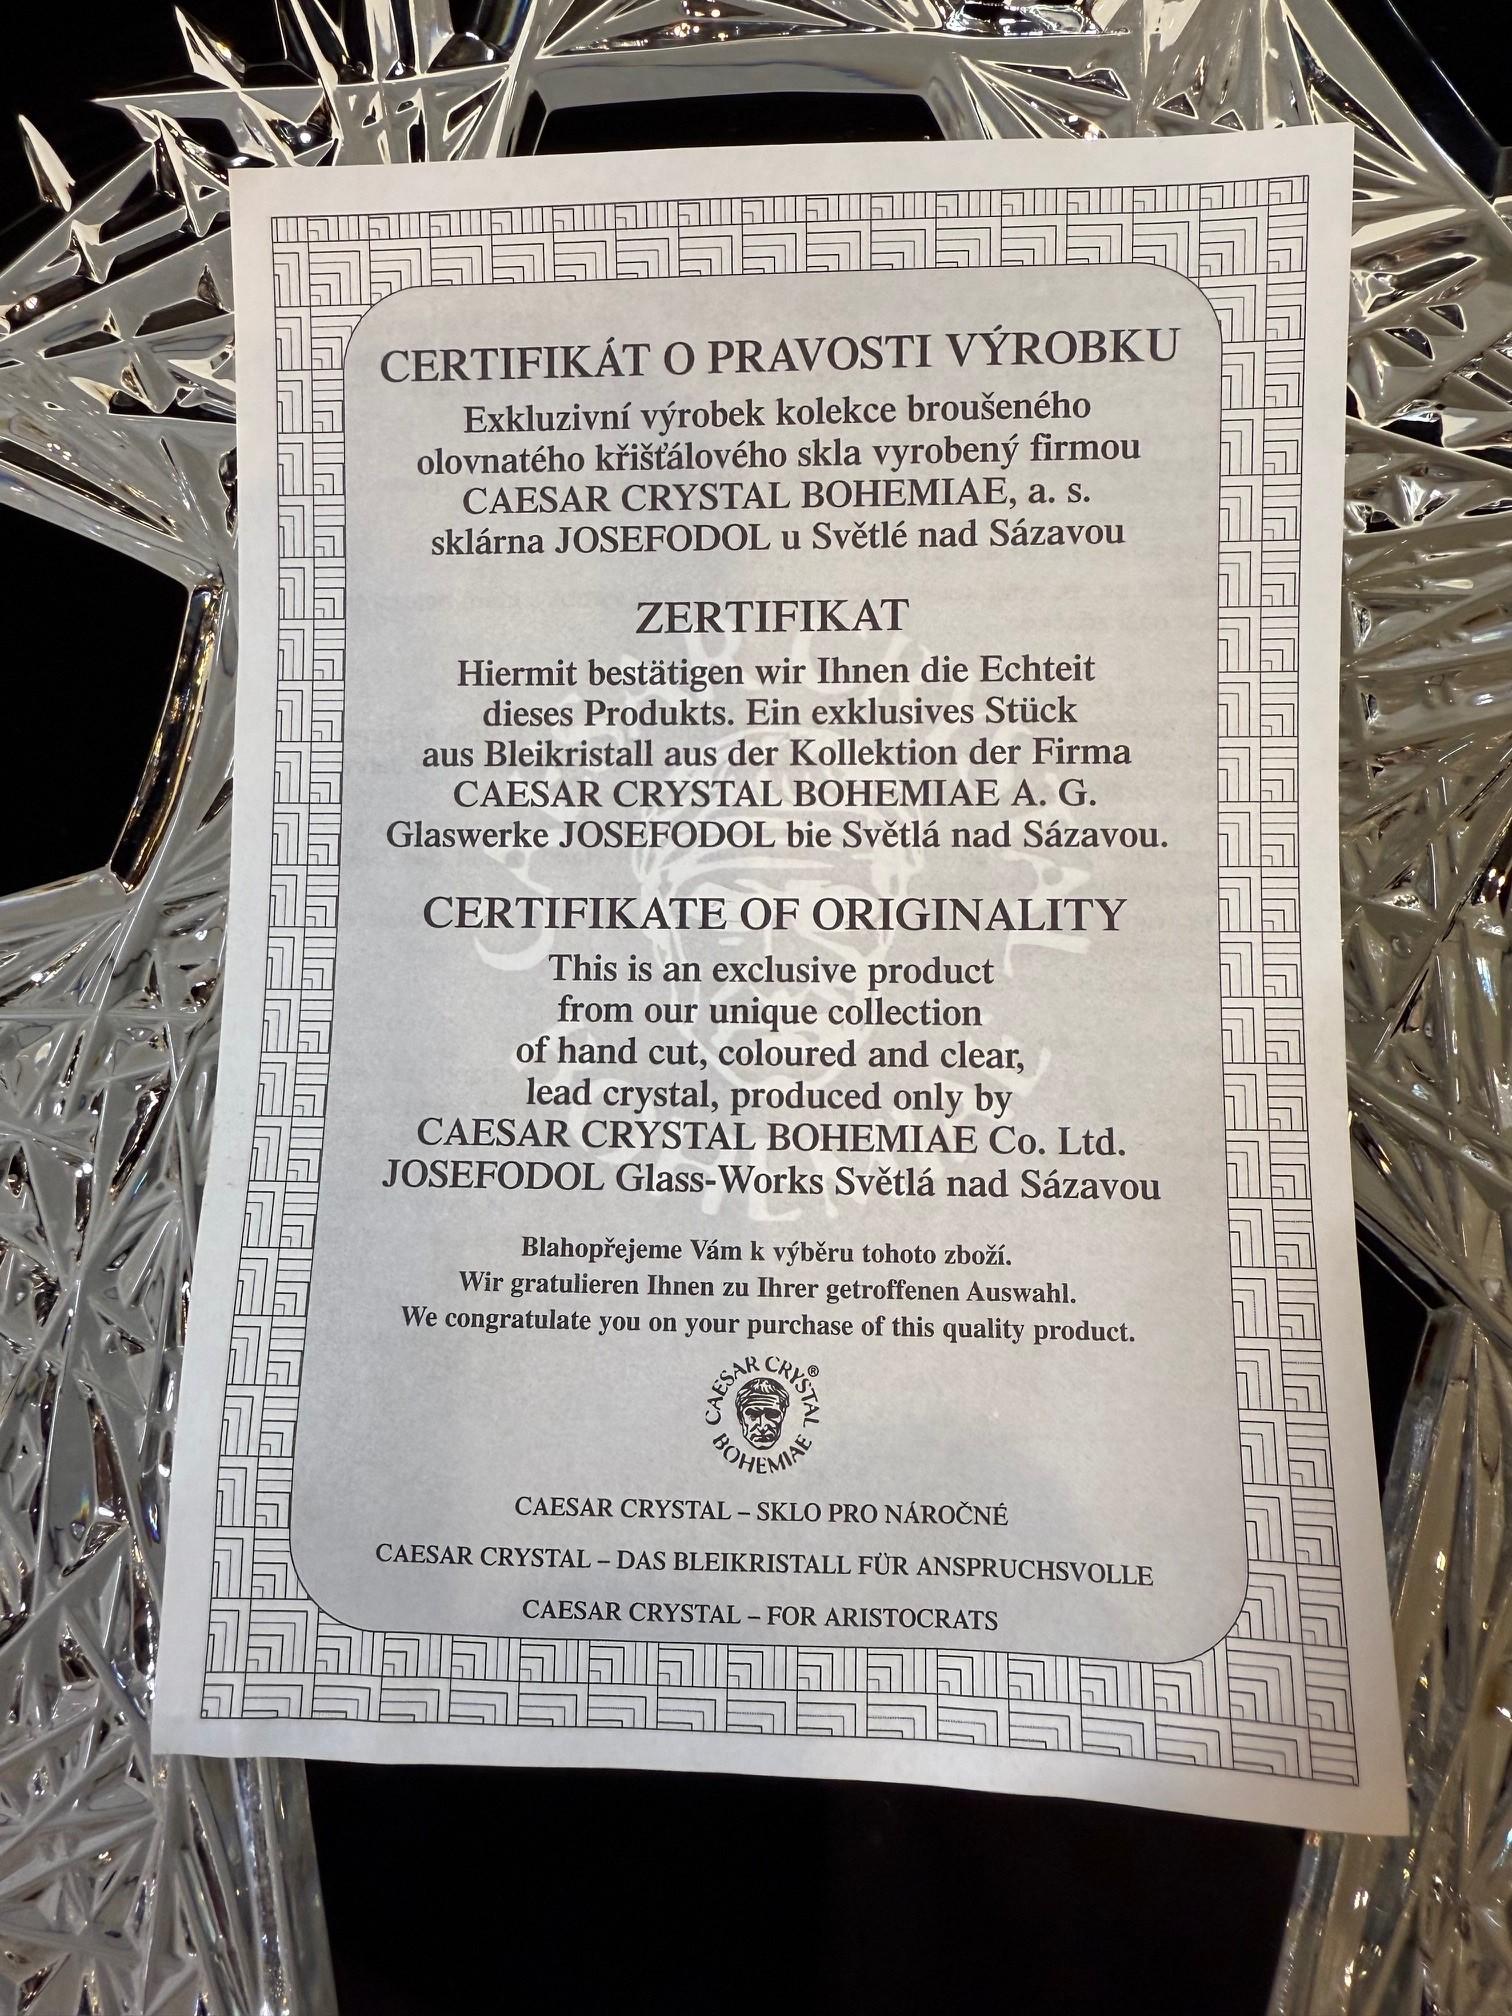 CERTIFIKÁT O PRAVOSTI VÝROBKU
Exkluzivní výrobek kolekce broušeného
olovnatého křišťálového skla vyrobený firmou
CAESAR CRYSTAL BOHEMIAE, a. s.
sklárna JOSEFODOL u Světlé nad Sázavou
ZERTIFIKAT
Hiermit bestätigen wir Ihnen die Echteit
dieses Produkts. Ein exklusives Stück
aus Bleikristall aus der Kollektion der Firma
CAESAR CRYSTAL BOHEMIAE A. G.
Glaswerke JOSEFODOL bie Světlá nad Sázavou.
CERTIFIKATE OF ORIGINALITY
This is an exclusive product
from our unique collection
of hand cut, coloured and clear,
lead crystal, produced only by
CAESAR CRYSTAL BOHEMIAE Co. Ltd.
JOSEFODOL Glass-Works Světlá nad Sázavou
Blahopřejeme Vám k výběru tohoto zboží.
Wir gratulieren Ihnen zu Ihrer getroffenen Auswahl.
We congratulate you on your purchase of this quality product.
CAESAR CRYSTAL®
BOHEMIAE
CAESAR CRYSTAL – SKLO PRO NÁROČNÉ
CAESAR CRYSTAL – DAS BLEIKRISTALL FÜR ANSPRUCHSVOLLE
CAESAR CRYSTAL – FOR ARISTOCRATS